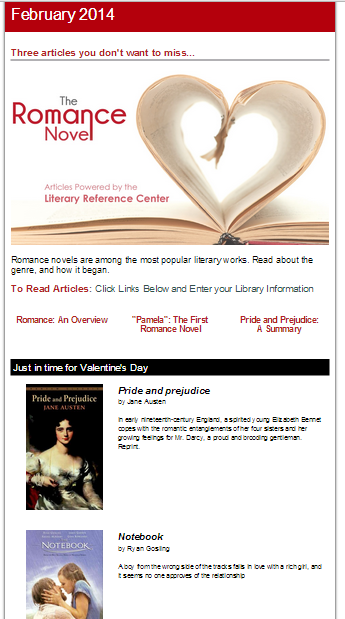 February 2014
Three articles you don't want to miss...
The
Romance
Novel
Articles Powered by the
Literary Reference Center
Romance novels are among the most popular literary works. Read about the
genre, and how it began.
To Read Articles: Click Links Below and Enter your Library Information
Romance: An Overview
"Pamela": The First
Romance Novel
Pride and Prejudice:
A Summary
Just in time for Valentine's Day
Pride and Prejudice
JANE AUSTEN
Pride and prejudice
by Jane Austen
In early nineteenth-century England, a spirited young Elizabeth Bennet
copes with the romantic entanglements of her four sisters and her
growing feelings for Mr. Darcy, a proud and brooding gentleman.
Reprint.
NOTEBOOK
Notebook
by Ryan Gosling
A boy from the wrong side of the tracks falls in love with a rich girl, and
it seems no one approves of the relationship